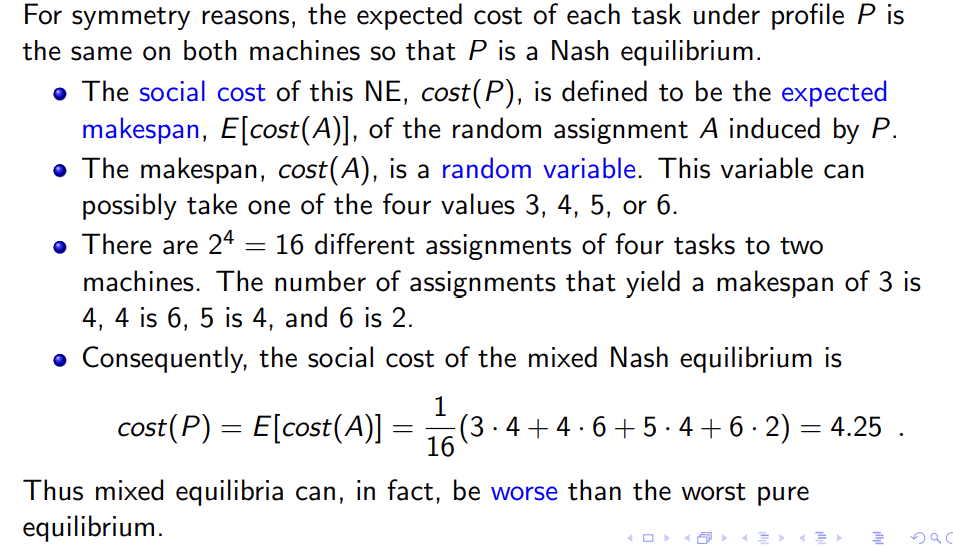 For symmetry reasons, the expected cost of each task under profile P is
the same on both machines so that P is a Nash equilibrium.
The social cost of this NE, cost(P), is defined to be the expected
makespan, E[cost(A)], of the random assignment A induced by P.
The makespan, cost(A), is a random variable. This variable can
possibly take one of the four values 3, 4, 5, or 6.
There are 2⁴ = 16 different assignments of four tasks to two
machines. The number of assignments that yield a makespan of 3 is
4, 4 is 6, 5 is 4, and 6 is 2.
Consequently, the social cost of the mixed Nash equilibrium is
cost(P) = E[cost(A)] = 1/16 (3 · 4 + 4 · 6 + 5 · 4 + 6 · 2) = 4.25 .
Thus mixed equilibria can, in fact, be worse than the worst pure
equilibrium.